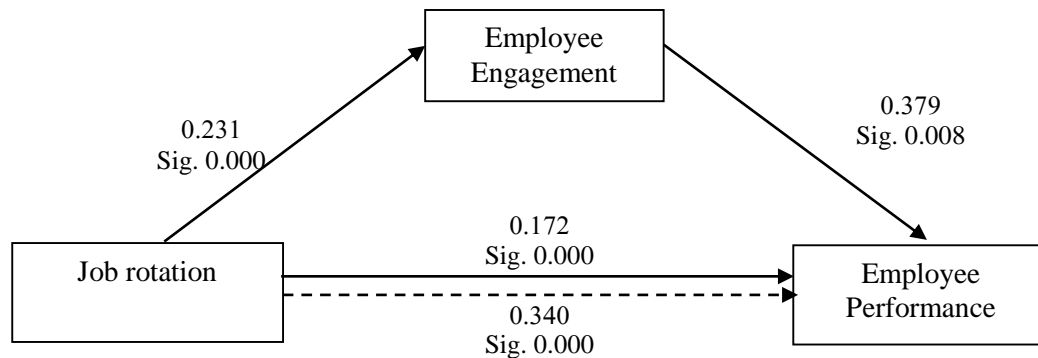 Employee
Engagement
0.231
Sig. 0.000
0.379
Sig. 0.008
0.172
Sig. 0.000
Job rotation
Employee
Performance
0.340
Sig. 0.000